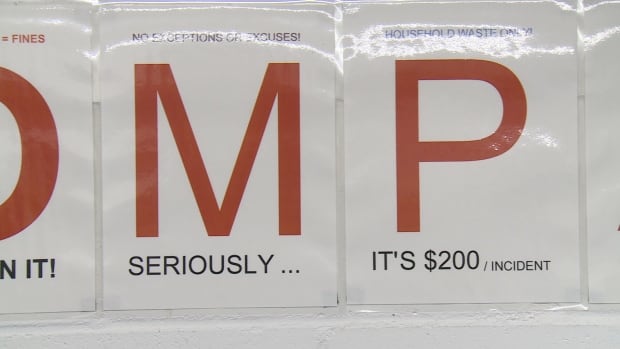 = FINES
NO EXCEPTIONS OR EXCUSES!
HOUSEHOLD WASTE ONLY!
O M P
N IT!
SERIOUSLY ...
IT'S $200 / INCIDENT